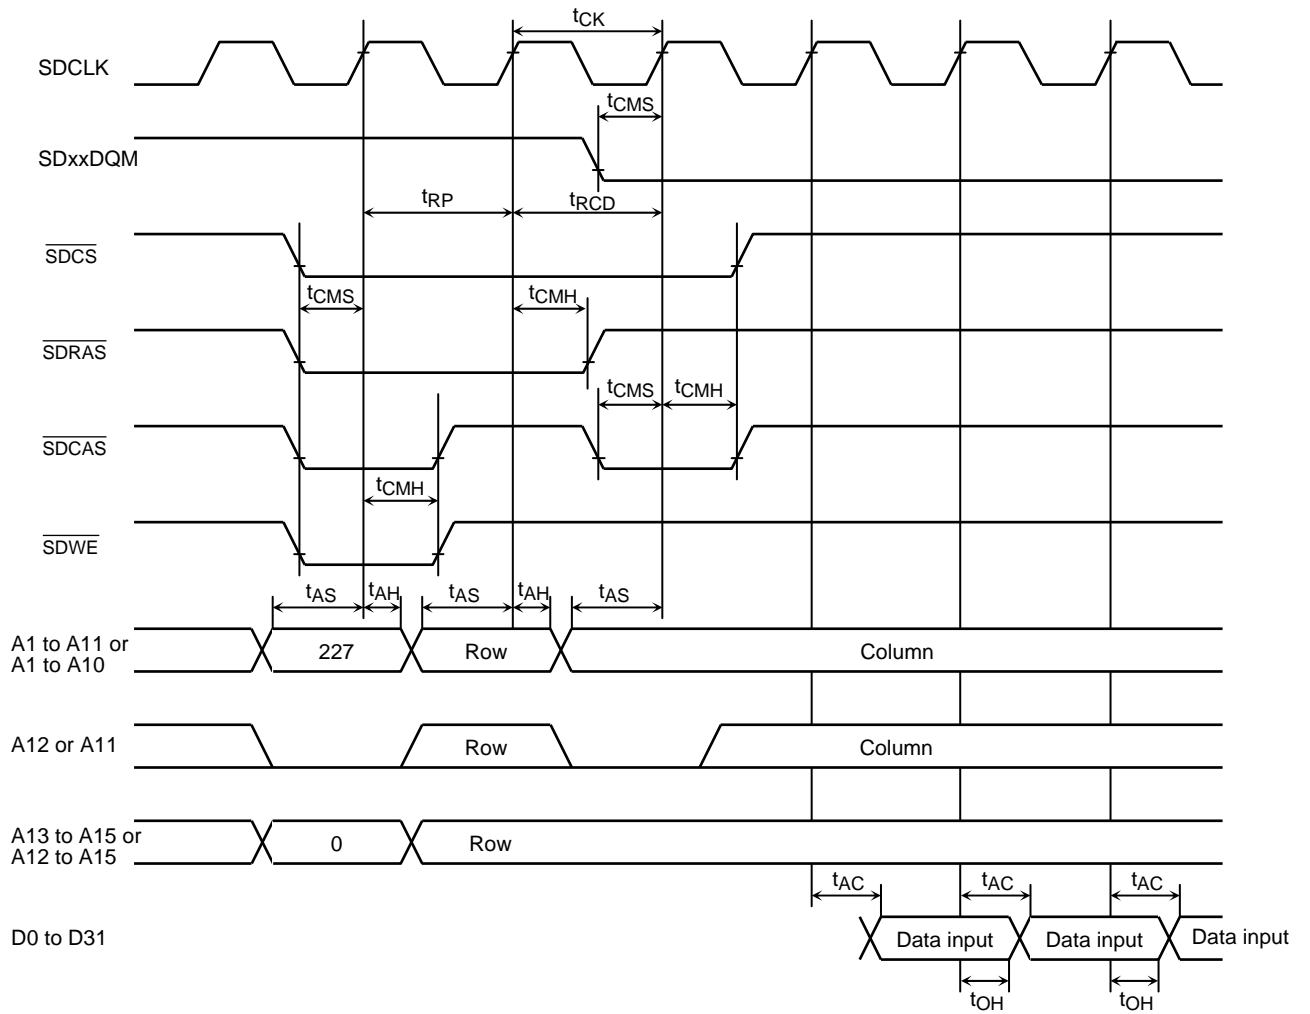 tCK
SDCLK
tCMS
SDxxDQM
tRP tRCD
SDCS
tCMS tCMH
SDRAS
tCMS tCMH
SDCAS
tCMH
SDWE
tAS tAH tAS tAH tAS
A1 to A11 or
A1 to A10
227 Row Column
A12 or A11 Row Column
A13 to A15 or
A12 to A15
0 Row
tAC tAC tAC
D0 to D31 Data input Data input Data input
tOH tOH